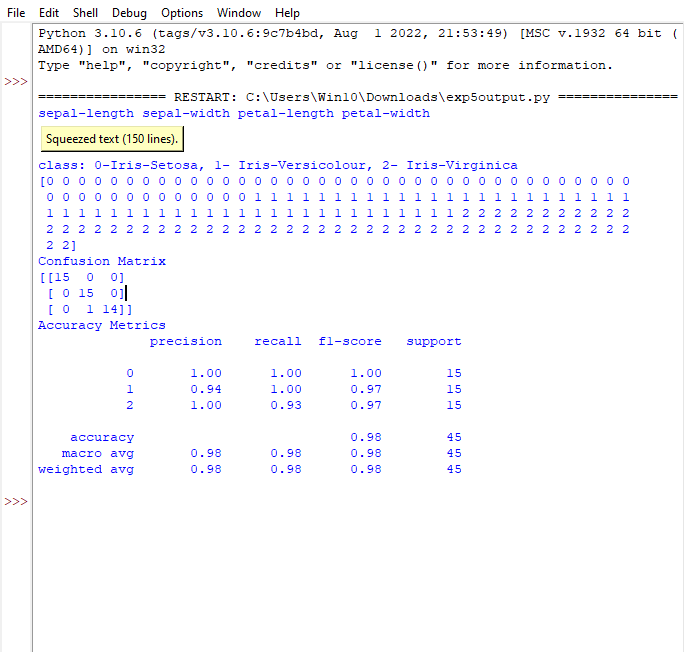 File Edit Shell Debug Options Window Help
Python 3.10.6 (tags/v3.10.6:9c7b4bd, Aug  1 2022, 21:53:49) [MSC v.1932 64 bit (
AMD64)] on win32
Type "help", "copyright", "credits" or "license()" for more information.
>>>
================ RESTART: C:\Users\Win10\Downloads\exp5output.py ===============
sepal-length sepal-width petal-length petal-width
Squeezed text (150 lines).
class: 0-Iris-Setosa, 1- Iris-Versicolour, 2- Iris-Virginica
[0 0 0 0 0 0 0 0 0 0 0 0 0 0 0 0 0 0 0 0 0 0 0 0 0 0 0 0 0 0 0 0 0 0 0 0 0
 0 0 0 0 0 0 0 0 0 0 0 0 0 1 1 1 1 1 1 1 1 1 1 1 1 1 1 1 1 1 1 1 1 1 1 1 1
 1 1 1 1 1 1 1 1 1 1 1 1 1 1 1 1 1 1 1 1 1 1 1 1 1 1 2 2 2 2 2 2 2 2 2 2 2
 2 2 2 2 2 2 2 2 2 2 2 2 2 2 2 2 2 2 2 2 2 2 2 2 2 2 2 2 2 2 2 2 2 2 2 2 2
 2 2]
Confusion Matrix
[[15  0  0]
 [ 0 15  0]
 [ 0  1 14]]
Accuracy Metrics
              precision    recall  f1-score   support
           0       1.00      1.00      1.00        15
           1       0.94      1.00      0.97        15
           2       1.00      0.93      0.97        15
    accuracy                           0.98        45
   macro avg       0.98      0.98      0.98        45
weighted avg       0.98      0.98      0.98        45
>>>